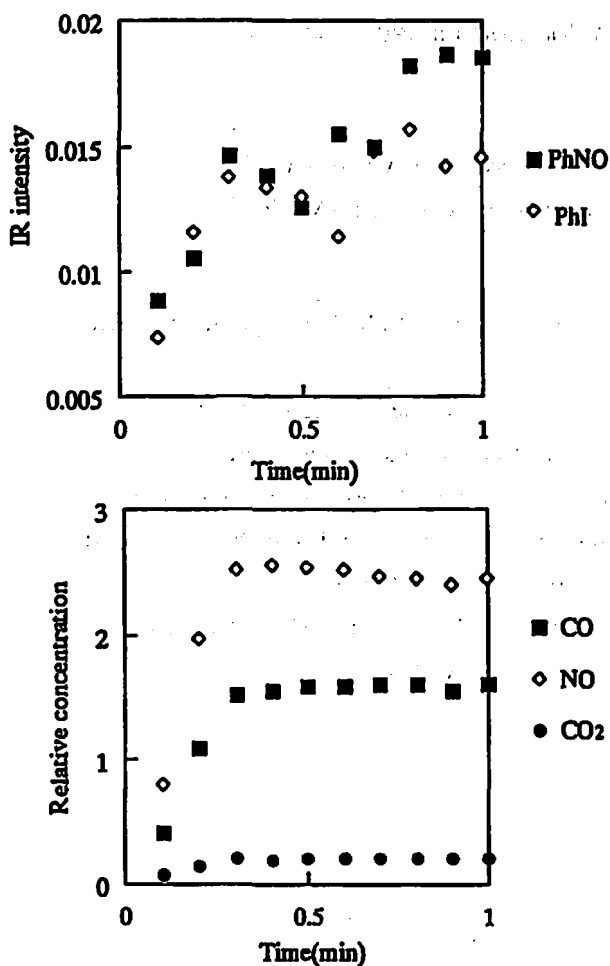 0.02
0.015
0.01
0.005
IR intensity
0
0.5
1
Time(min)
PhNO
PhI
3
2
1
0
Relative concentration
0
0.5
1
Time(min)
CO
NO
CO2